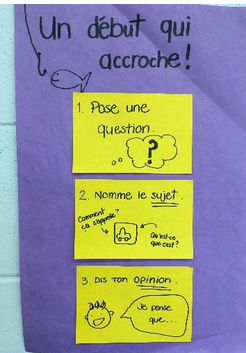 Un début qui
accroche!
1. Pose une
question.
?
2. Nomme le sujet.
Comment
ça s'appelle?
Qu'est-ce
que c'est?
3. Dis ton opinion.
Je pense
que...